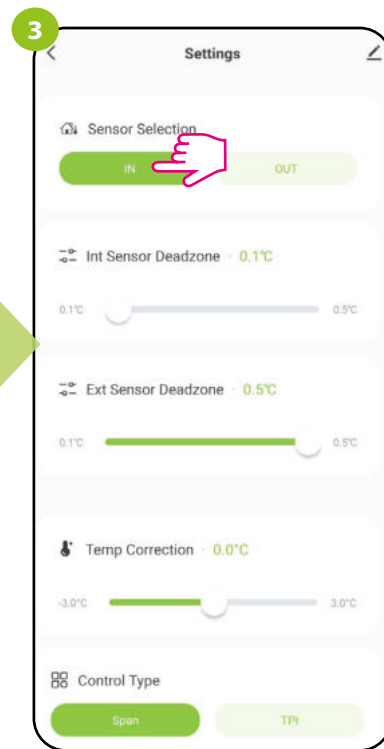 3
Settings
Sensor Selection
IN OUT
Int Sensor Deadzone · 0.1°C
0.1°C 0.5°C
Ext Sensor Deadzone · 0.5°C
0.1°C 0.5°C
Temp Correction · 0.0°C
-3.0°C 3.0°C
Control Type
Span TPI